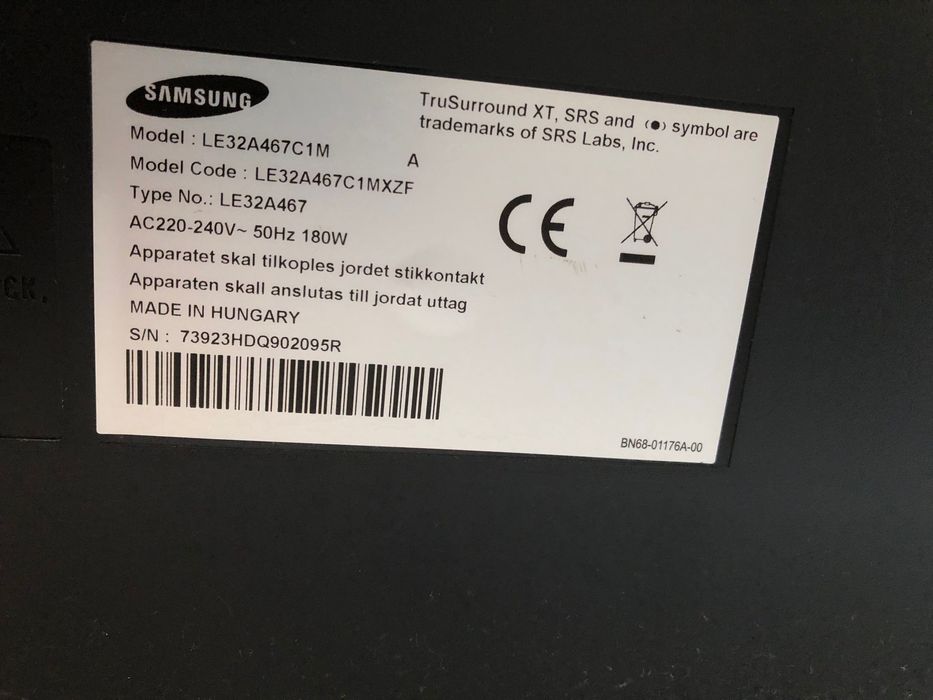 SAMSUNG
TruSurround XT, SRS and (●) symbol are
trademarks of SRS Labs, Inc.
Model : LE32A467C1M A
Model Code : LE32A467C1MXZF
Type No.: LE32A467
AC220-240V~ 50Hz 180W
Apparatet skal tilkoples jordet stikkontakt
Apparaten skall anslutas till jordat uttag
MADE IN HUNGARY
S/N : 73923HDQ902095R
BN68-01176A-00
CK.